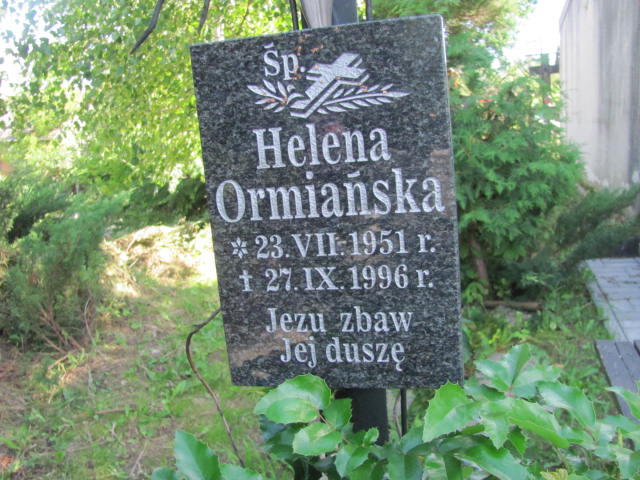 Śp.
Helena
Ormiańska
✲ 23.VII.1951 r.
† 27.IX.1996 r.
Jezu zbaw
Jej duszę